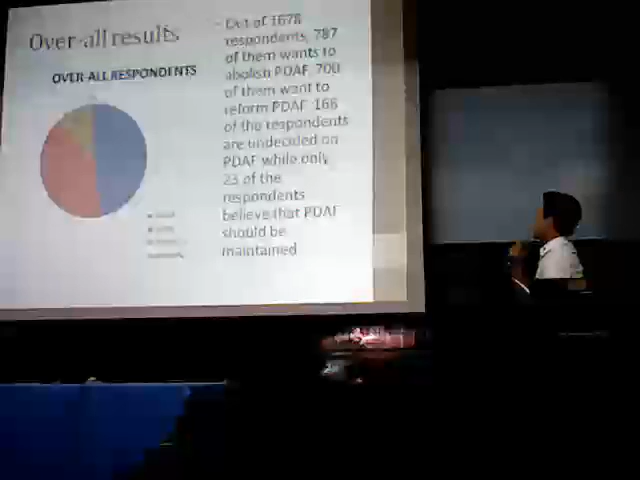 Over-all results
OVER-ALL RESPONDENTS
Out of 1678
respondents, 787
of them wants to
abolish PDAF, 700
of them want to
reform PDAF, 168
of the respondents
are undecided on
PDAF while only
23 of the
respondents
believe that PDAF
should be
maintained